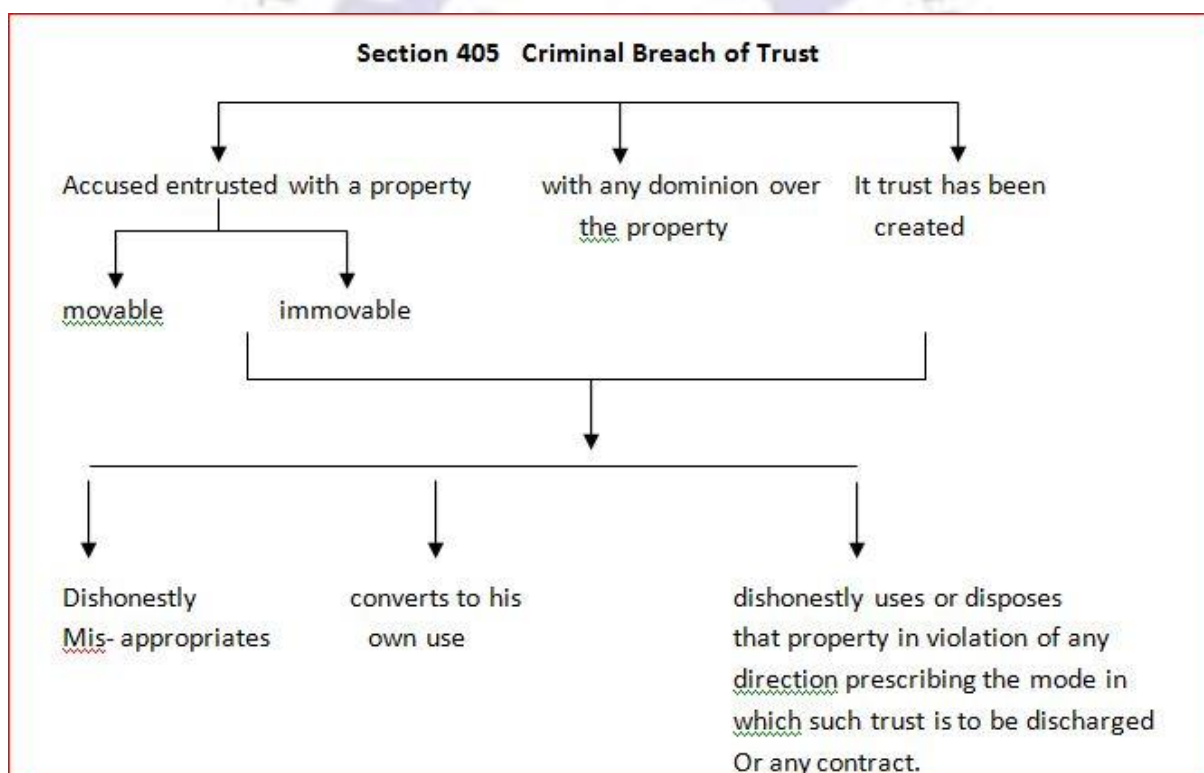 Section 405 Criminal Breach of Trust
Accused entrusted with a property
with any dominion over
the property
It trust has been
created
movable
immovable
Dishonestly
Mis- appropriates
converts to his
own use
dishonestly uses or disposes
that property in violation of any
direction prescribing the mode in
which such trust is to be discharged
Or any contract.